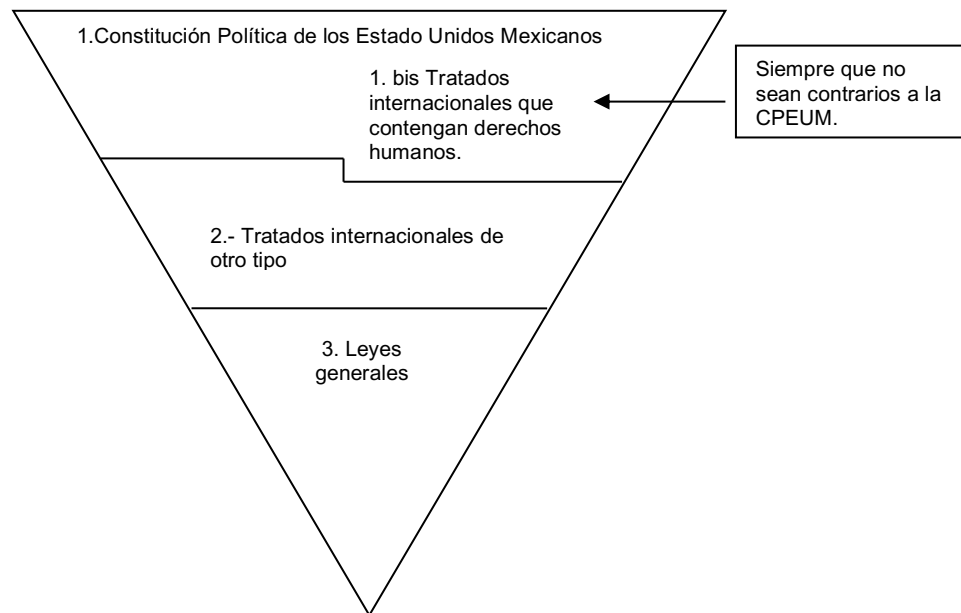 1.Constitución Política de los Estado Unidos Mexicanos
1. bis Tratados
internacionales que
contengan derechos
humanos.
Siempre que no
sean contrarios a la
CPEUM.
2.- Tratados internacionales de
otro tipo
3. Leyes
generales